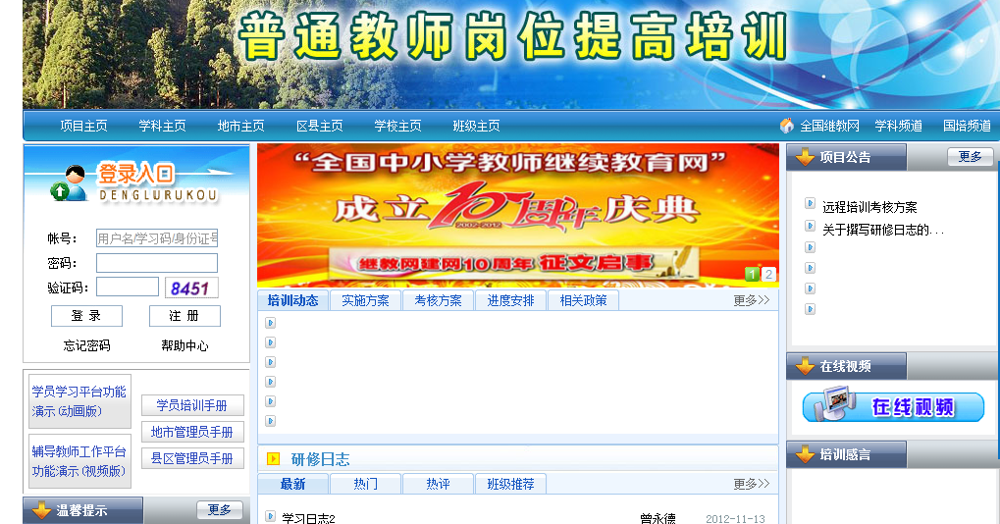 普通教师岗位提高培训
项目主页 学科主页 地市主页 区县主页 学校主页 班级主页 全国继教网 学科频道 国培频道
登录入口
DENGLURUKOU
帐号： 用户名/学习码/身份证号
密码：
验证码： 8451
登 录 注 册
忘记密码 帮助中心
学员学习平台功能
演示(动画版)
辅导教师工作平台
功能演示(视频版)
学员培训手册
地市管理员手册
县区管理员手册
温馨提示 更多
“全国中小学教师继续教育网”
成立10周年庆典
2002-2012
继教网建网10周年 征文启事
1 2
培训动态 实施方案 考核方案 进度安排 相关政策 更多>>
研修日志
最新 热门 热评 班级推荐 更多>>
学习日志2 曾永德 2012-11-13
项目公告 更多
远程培训考核方案
关于撰写研修日志的...
在线视频
在线视频
培训感言